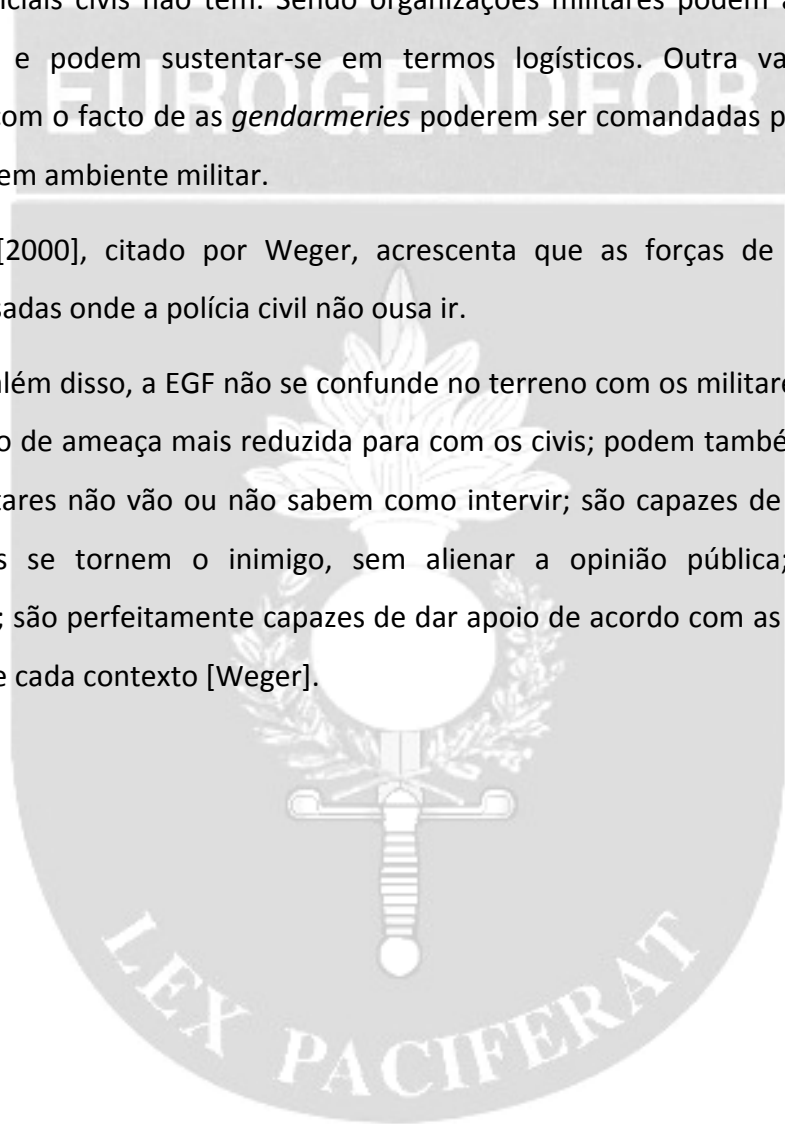 ciais civis não têm. Sendo organizações militares podem a
e podem sustentar-se em termos logísticos. Outra va
com o facto de as gendarmeries poderem ser comandadas p
em ambiente militar.
[2000], citado por Weger, acrescenta que as forças de
sadas onde a polícia civil não ousa ir.
além disso, a EGF não se confunde no terreno com os militare
o de ameaça mais reduzida para com os civis; podem també
tares não vão ou não sabem como intervir; são capazes de
s se tornem o inimigo, sem alienar a opinião pública;
; são perfeitamente capazes de dar apoio de acordo com as
e cada contexto [Weger].
EUROGENDFOR
LEX PACIFERAT